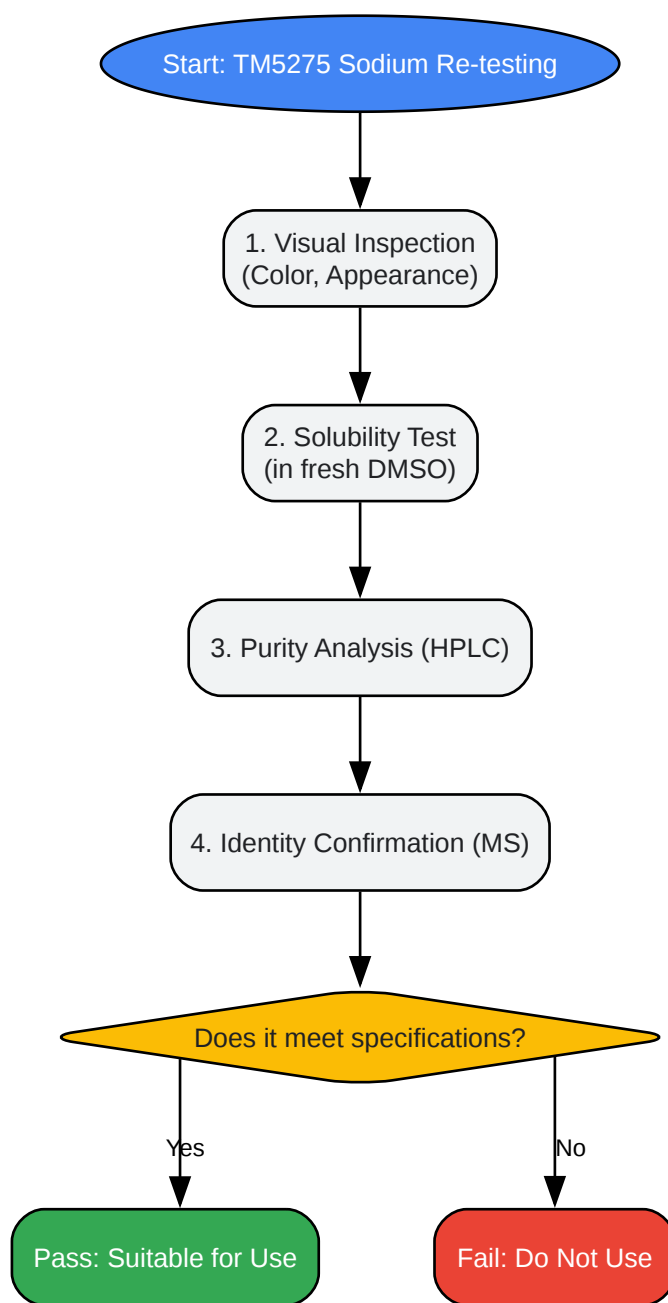 Start: TM5275 Sodium Re-testing
1. Visual Inspection
(Color, Appearance)
2. Solubility Test
(in fresh DMSO)
3. Purity Analysis (HPLC)
4. Identity Confirmation (MS)
Does it meet specifications?
Yes
No
Pass: Suitable for Use
Fail: Do Not Use